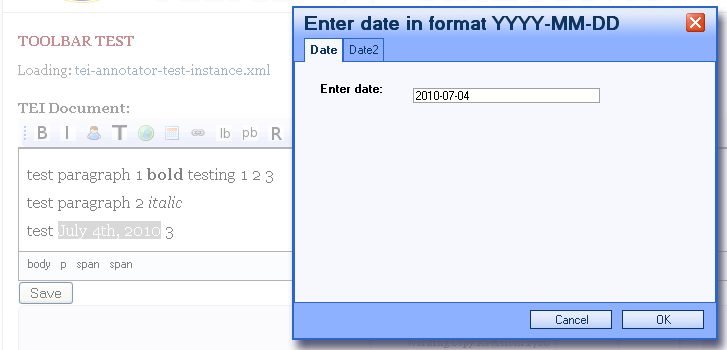 TOOLBAR TEST
Loading: tei-annotator-test-instance.xml
TEI Document:
B I T lb pb R
test paragraph 1 bold testing 1 2 3
test paragraph 2 italic
test July 4th, 2010 3
body p span span
Save
Enter date in format YYYY-MM-DD
Date Date2
Enter date: 2010-07-04
Cancel OK